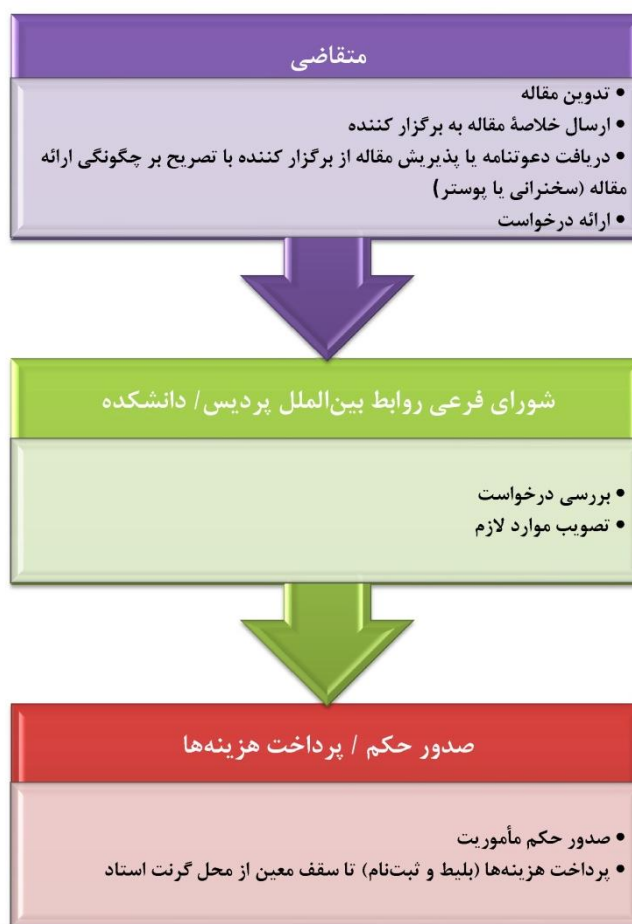 متقاضی
• تدوین مقاله
• ارسال خلاصهٔ مقاله به برگزار کننده
• دریافت دعوتنامه یا پذیریش مقاله از برگزار کننده با تصریح بر چگونگی ارائه
مقاله (سخنرانی یا پوستر)
• ارائه درخواست
شورای فرعی روابط بین‌الملل پردیس/ دانشکده
• بررسی درخواست
• تصویب موارد لازم
صدور حکم / پرداخت هزینه‌ها
• صدور حکم مأموریت
• پرداخت هزینه‌ها (بلیط و ثبت‌نام) تا سقف معین از محل گرنت استاد